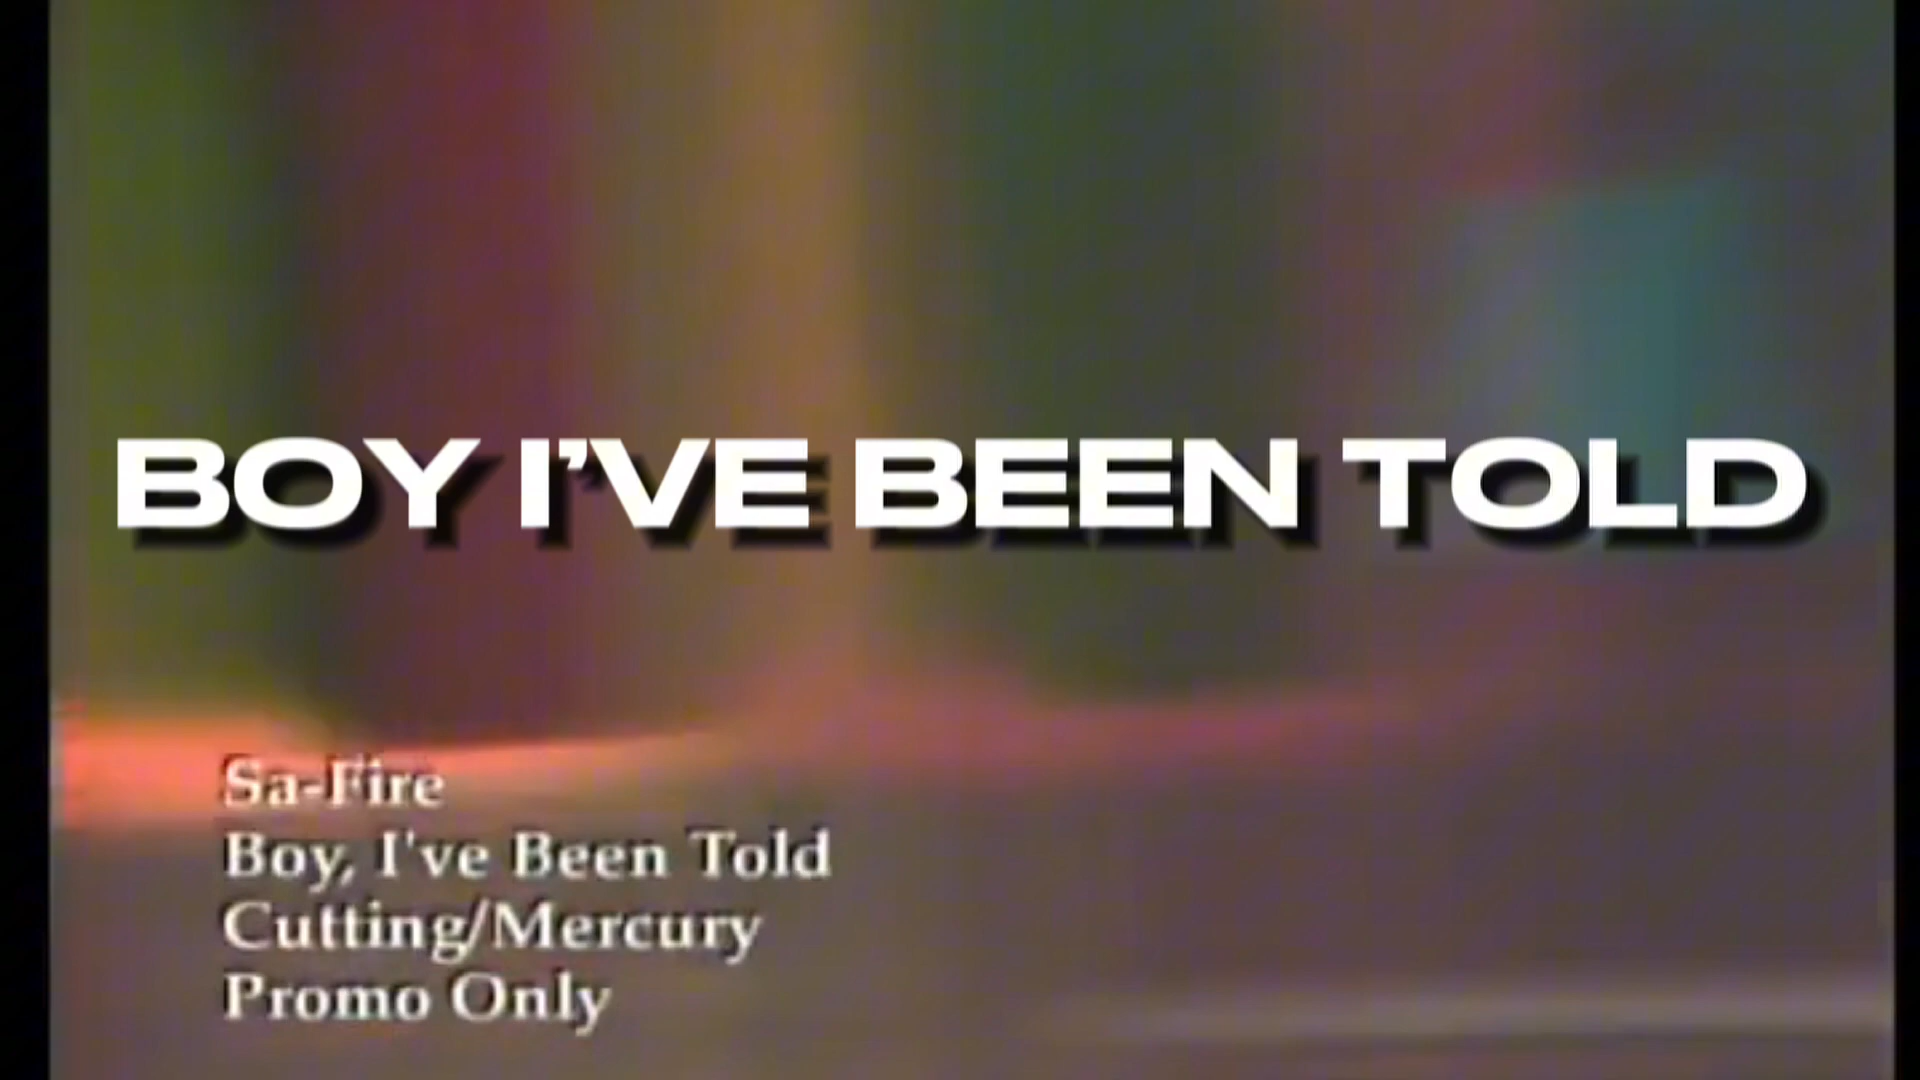 BOY I’VE BEEN TOLD
Sa-Fire
Boy, I've Been Told
Cutting/Mercury
Promo Only